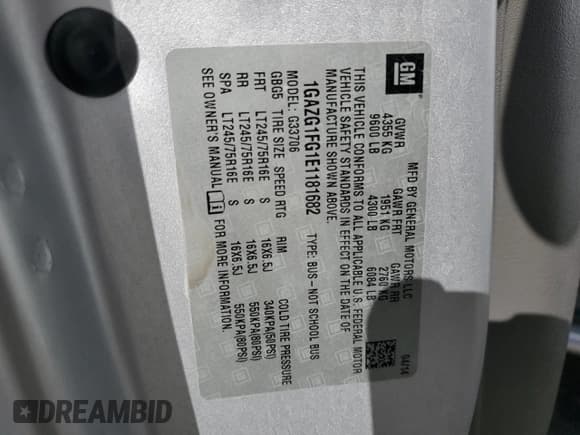 GM
MFD BY GENERAL MOTORS LLC
GVWR GAWR FRT GAWR RR
4355 KG 1951 KG 2760 KG
9600 LB 4300 LB 6084 LB
THIS VEHICLE CONFORMS TO ALL APPLICABLE U.S. FEDERAL MOTOR
VEHICLE SAFETY STANDARDS IN EFFECT ON THE DATE OF
MANUFACTURE SHOWN ABOVE.
04/14
1GAZG1FG1E1181682 TYPE: BUS-NOT SCHOOL BUS
MODEL: G33706
GBG5 TIRE SIZE SPEED RTG RIM COLD TIRE PRESSURE
FRT LT245/75R16E S 16X6.5J 340KPA(50PSI)
RR LT245/75R16E S 16X6.5J 550KPA(80PSI)
SPA LT245/75R16E S 16X6.5J 550KPA(80PSI)
SEE OWNER'S MANUAL FOR MORE INFORMATION.
DREAMBID